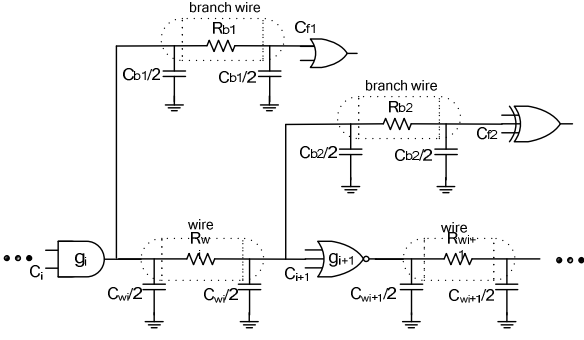 branch wire
Rb1
Cf1
Cb1/2
Cb1/2
branch wire
Rb2
Cf2
Cb2/2
Cb2/2
wire
Rw
i
wire
Rwi+
1
gi
Ci
gi+1
Ci+1
Cwi/2
Cwi/2
Cwi+1/2
Cwi+1/2